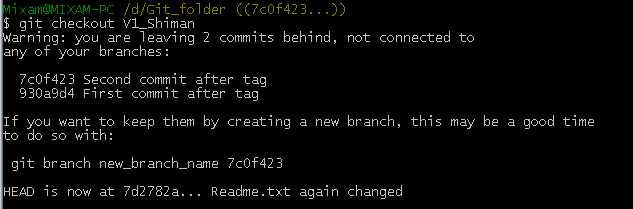 Mixam@MIXAM-PC /d/Git_folder ((7c0f423...))
$ git checkout V1_Shiman
Warning: you are leaving 2 commits behind, not connected to
any of your branches:
7c0f423 Second commit after tag
930a9d4 First commit after tag
If you want to keep them by creating a new branch, this may be a good time
to do so with:
git branch new_branch_name 7c0f423
HEAD is now at 7d2782a... Readme.txt again changed